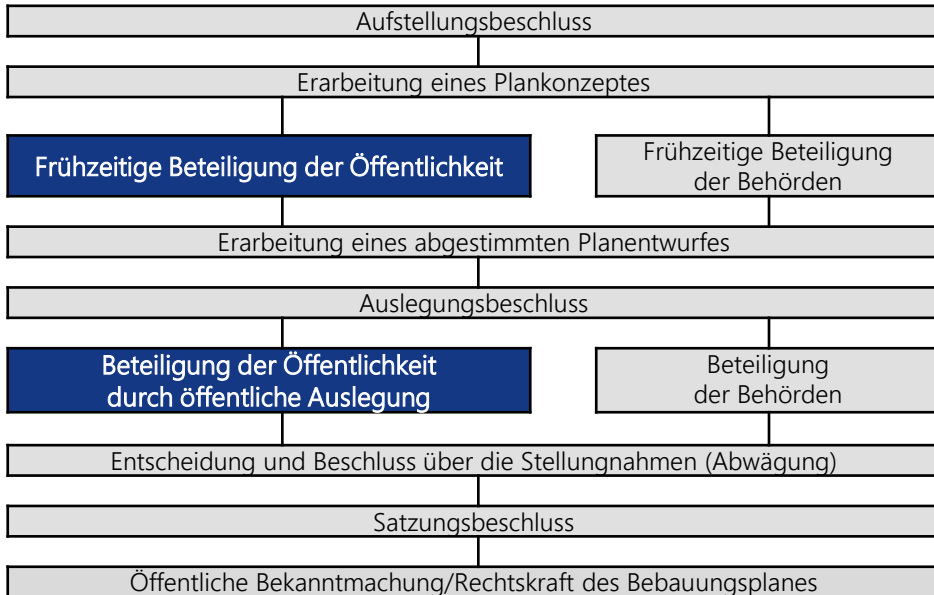 Aufstellungsbeschluss
Erarbeitung eines Plankonzeptes
Frühzeitige Beteiligung der Öffentlichkeit
Frühzeitige Beteiligung
der Behörden
Erarbeitung eines abgestimmten Planentwurfes
Auslegungsbeschluss
Beteiligung der Öffentlichkeit
durch öffentliche Auslegung
Beteiligung
der Behörden
Entscheidung und Beschluss über die Stellungnahmen (Abwägung)
Satzungsbeschluss
Öffentliche Bekanntmachung/Rechtskraft des Bebauungsplanes